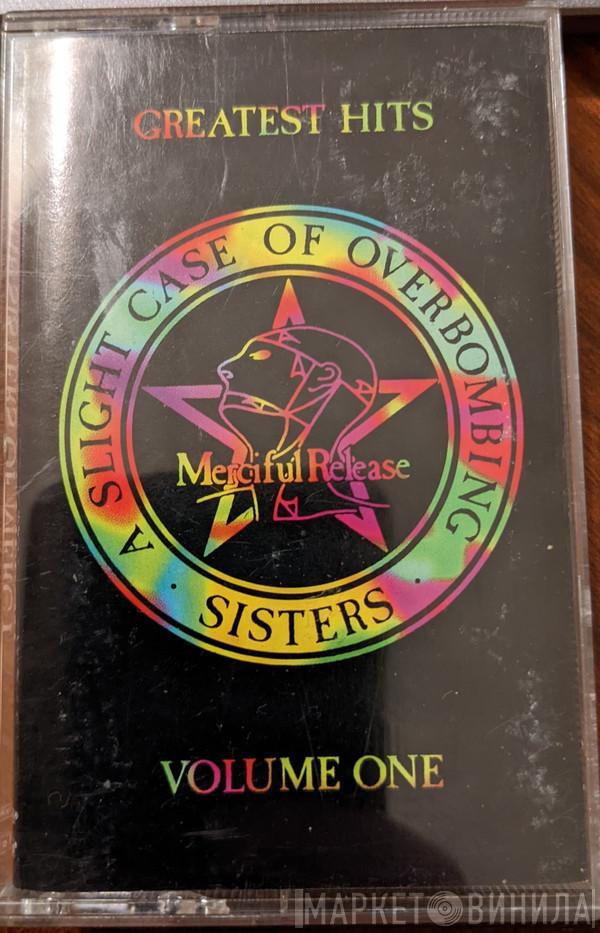 GREATEST HITS
A SLIGHT CASE OF OVERBOMBING
Merciful Release
· SISTERS ·
VOLUME ONE
МАРКЕТ ВИНИЛА